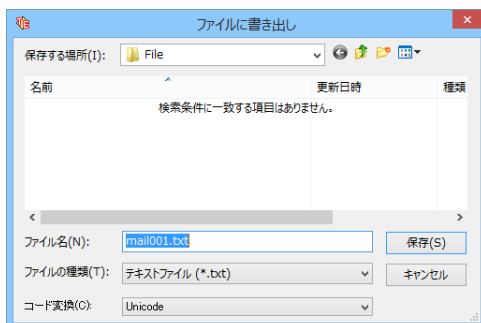 ファイルに書き出し
保存する場所(I): File
名前 更新日時 種類
検索条件に一致する項目はありません。
ファイル名(N): mail001.txt 保存(S)
ファイルの種類(T): テキストファイル (*.txt) キャンセル
コード変換(C): Unicode